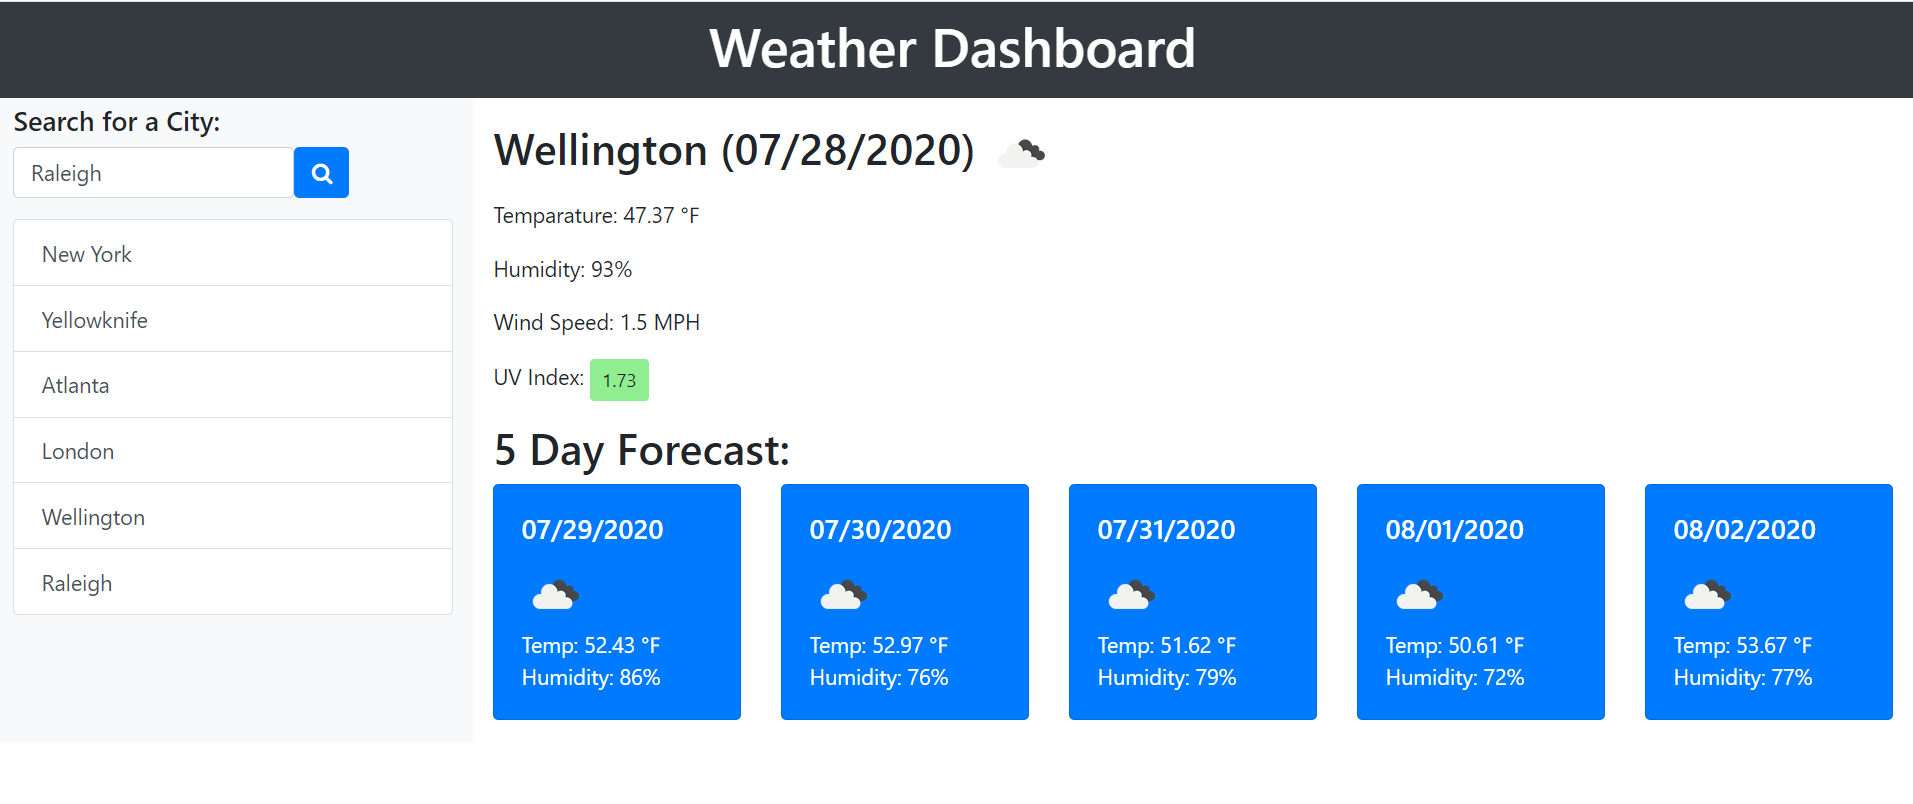 Weather Dashboard
Search for a City:
Raleigh
New York
Yellowknife
Atlanta
London
Wellington
Raleigh
Wellington (07/28/2020)
Temparature: 47.37 °F
Humidity: 93%
Wind Speed: 1.5 MPH
UV Index: 1.73
5 Day Forecast:
07/29/2020
Temp: 52.43 °F
Humidity: 86%
07/30/2020
Temp: 52.97 °F
Humidity: 76%
07/31/2020
Temp: 51.62 °F
Humidity: 79%
08/01/2020
Temp: 50.61 °F
Humidity: 72%
08/02/2020
Temp: 53.67 °F
Humidity: 77%